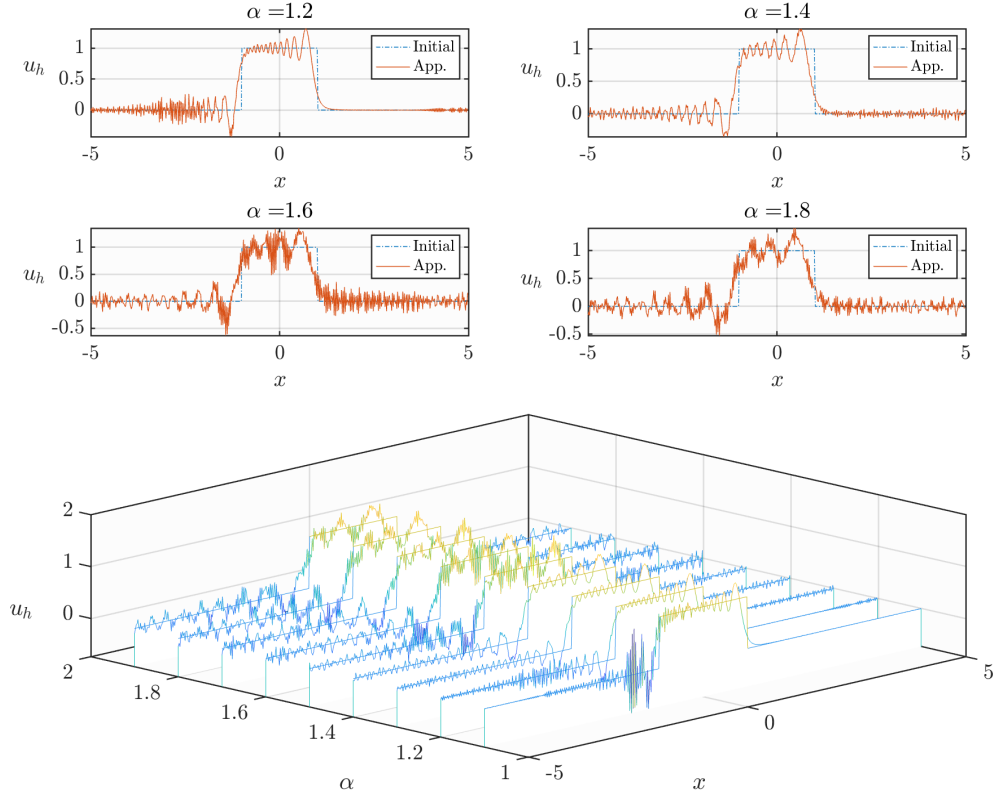 α =1.2
α =1.4
u_h
1
0.5
0
Initial
App.
-5
0
5
x
u_h
1
0.5
0
Initial
App.
-5
0
5
x
α =1.6
α =1.8
u_h
1
0.5
0
-0.5
Initial
App.
-5
0
5
x
u_h
1
0.5
0
-0.5
Initial
App.
-5
0
5
x
2
1
0
u_h
2
1.8
1.6
1.4
1.2
1
α
-5
0
5
x